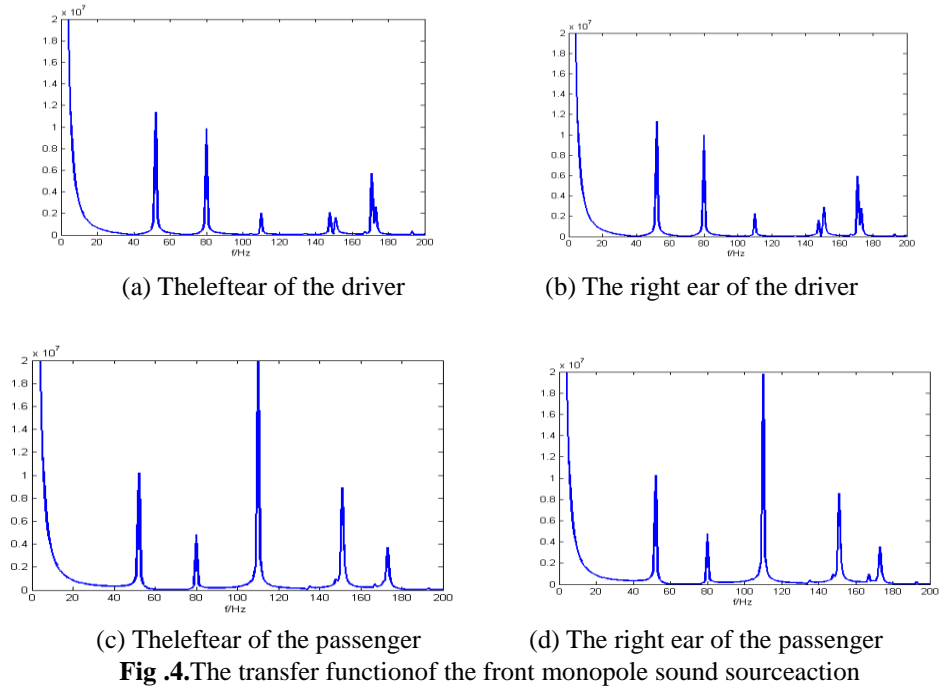 x 10^7
2
1.8
1.6
1.4
1.2
1
0.8
0.6
0.4
0.2
0
0 20 40 60 80 100 120 140 160 180 200
f/Hz
(a) Theleftear of the driver
x 10^7
2
1.8
1.6
1.4
1.2
1
0.8
0.6
0.4
0.2
0
0 20 40 60 80 100 120 140 160 180 200
f/Hz
(b) The right ear of the driver
x 10^7
2
1.8
1.6
1.4
1.2
1
0.8
0.6
0.4
0.2
0
0 20 40 60 80 100 120 140 160 180 200
f/Hz
(c) Theleftear of the passenger
x 10^7
2
1.8
1.6
1.4
1.2
1
0.8
0.6
0.4
0.2
0
0 20 40 60 80 100 120 140 160 180 200
f/Hz
(d) The right ear of the passenger
Fig .4.The transfer functionof the front monopole sound sourceaction